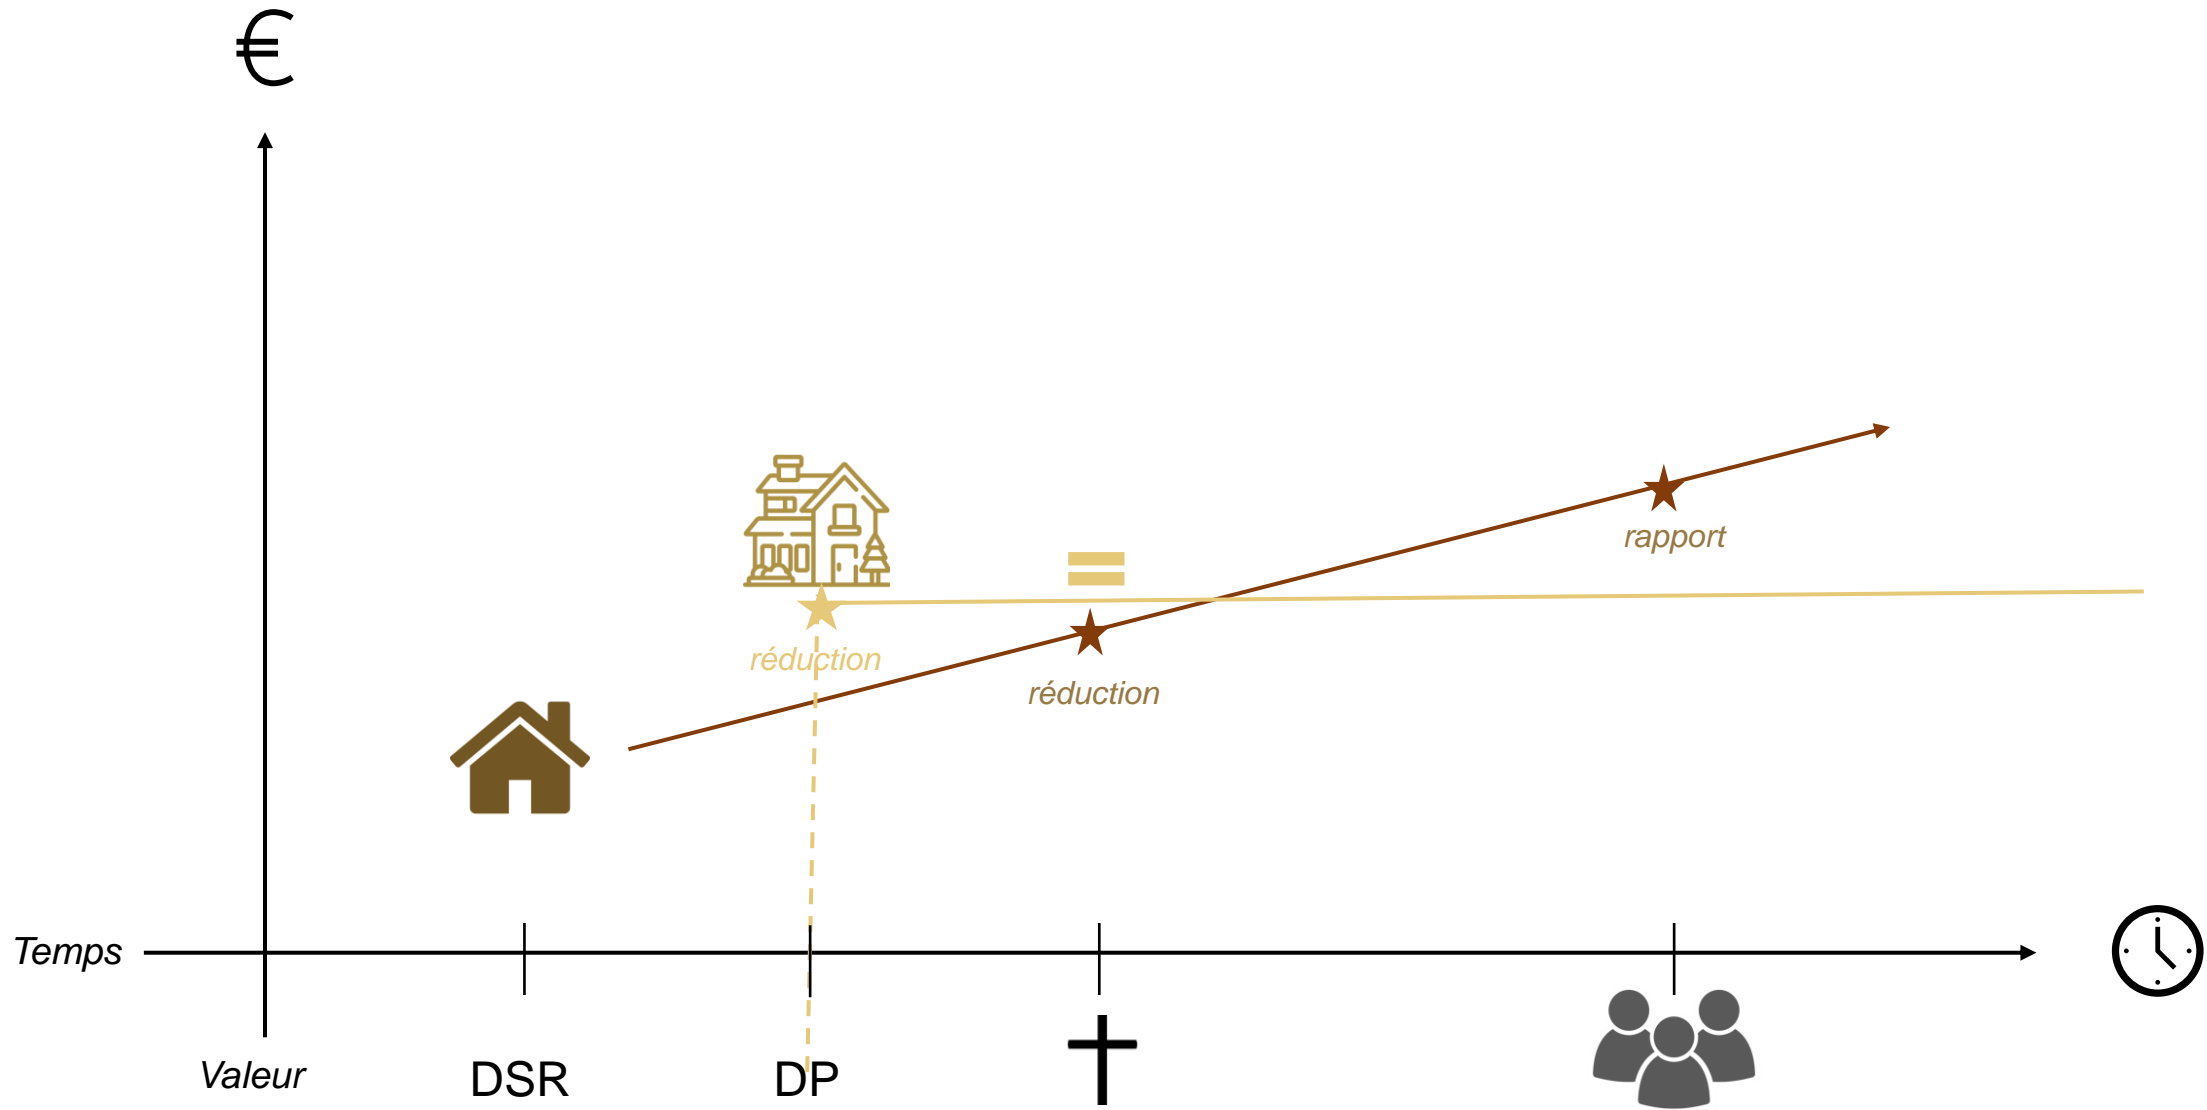 €
rapport
=
réduction
réduction
Temps
Valeur
DSR
DP